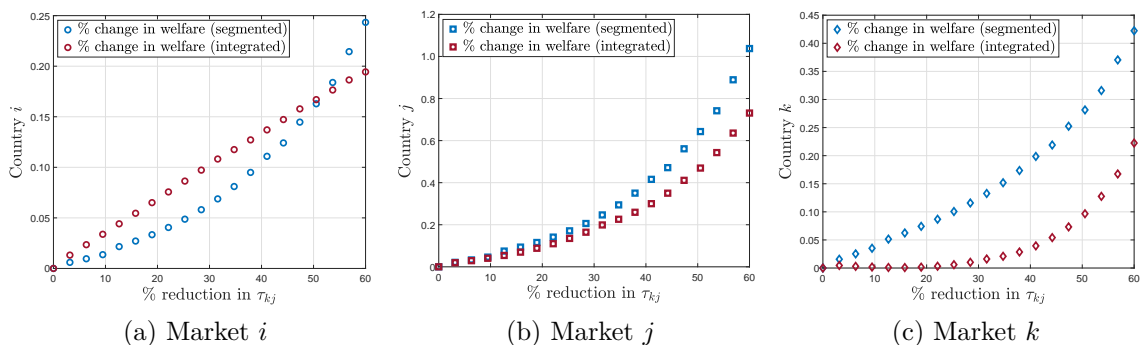 % change in welfare (segmented)
% change in welfare (integrated)
0.25
0.20
0.15
0.10
0.05
0
0
10
20
30
40
50
60
Country i
% reduction in τkj
(a) Market i
% change in welfare (segmented)
% change in welfare (integrated)
1.2
1.0
0.8
0.6
0.4
0.2
0
0
10
20
30
40
50
60
Country j
% reduction in τkj
(b) Market j
% change in welfare (segmented)
% change in welfare (integrated)
0.45
0.40
0.35
0.30
0.25
0.20
0.15
0.10
0.05
0
0
10
20
30
40
50
60
Country k
% reduction in τkj
(c) Market k